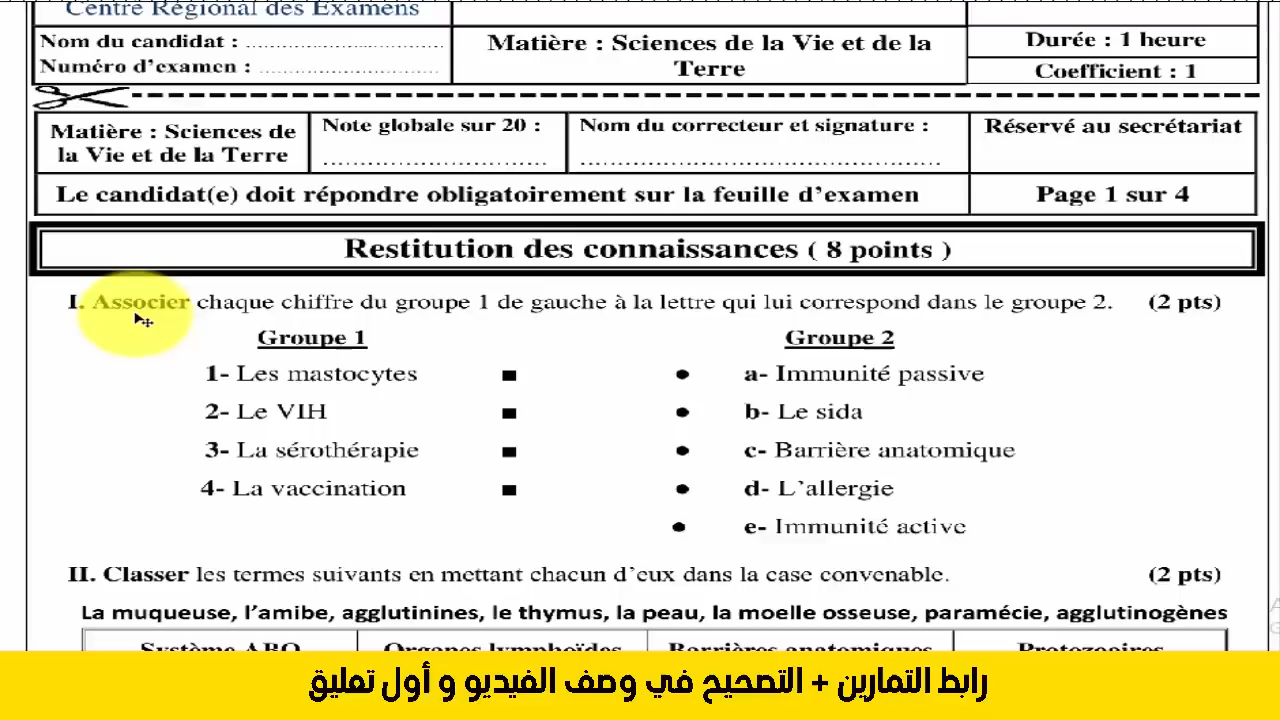 Centre Régional des Examens
Nom du candidat : ..............................
Numéro d'examen : ...........................
Matière : Sciences de la Vie et de la
Terre
Durée : 1 heure
Coefficient : 1
Matière : Sciences de
la Vie et de la Terre
Note globale sur 20 :
..............................
Nom du correcteur et signature :
................................................
Réservé au secrétariat
Le candidat(e) doit répondre obligatoirement sur la feuille d'examen
Page 1 sur 4
Restitution des connaissances ( 8 points )
I. Associer chaque chiffre du groupe 1 de gauche à la lettre qui lui correspond dans le groupe 2. (2 pts)
Groupe 1 Groupe 2
1- Les mastocytes ■ ● a- Immunité passive
2- Le VIH ■ ● b- Le sida
3- La sérothérapie ■ ● c- Barrière anatomique
4- La vaccination ■ ● d- L'allergie
● e- Immunité active
II. Classer les termes suivants en mettant chacun d'eux dans la case convenable. (2 pts)
La muqueuse, l'amibe, agglutinines, le thymus, la peau, la moelle osseuse, paramécie, agglutinogènes
Système ABO Organes lymphoïdes Barrières anatomiques Protozoaires
رابط التمارين + التصحيح في وصف الفيديو و أول تعليق